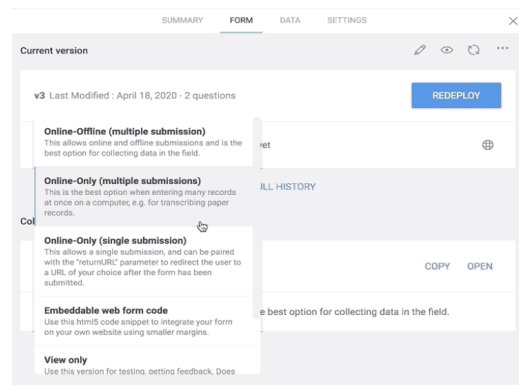 SUMMARY FORM DATA SETTINGS
Current version
v3 Last Modified : April 18, 2020 - 2 questions
REDEPLOY
Online-Offline (multiple submission)
This allows online and offline submissions and is the
best option for collecting data in the field.
Online-Only (multiple submissions)
This is the best option when entering many records
at once on a computer, e.g. for transcribing paper
records.
Online-Only (single submission)
This allows a single submission, and can be paired
with the "returnURL" parameter to redirect the user to
a URL of your choice after the form has been
submitted.
Embeddable web form code
Use this html5 code snippet to integrate your form
on your own website using smaller margins.
View only
Use this version for testing, getting feedback. Does
yet
ULL HISTORY
Col
COPY OPEN
e best option for collecting data in the field.